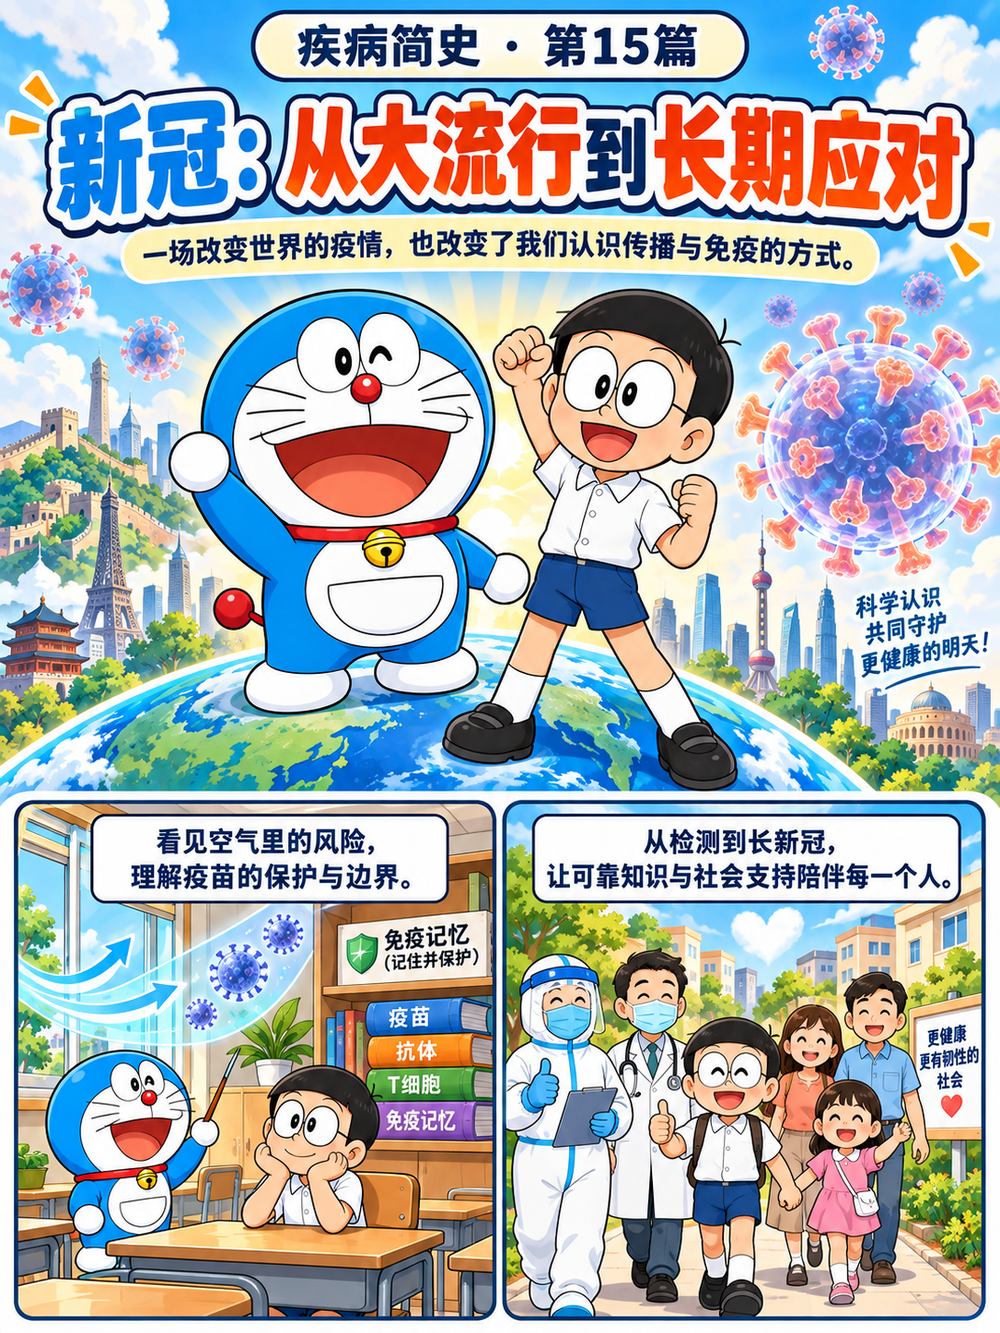 疾病简史 · 第15篇
新冠：从大流行到长期应对
一场改变世界的疫情，也改变了我们认识传播与免疫的方式。
科学认识
共同守护
更健康的明天！
看见空气里的风险，
理解疫苗的保护与边界。
免疫记忆
（记住并保护）
疫苗
抗体
T细胞
免疫记忆
从检测到长新冠，
让可靠知识与社会支持陪伴每一个人。
更健康
更有韧性的
社会